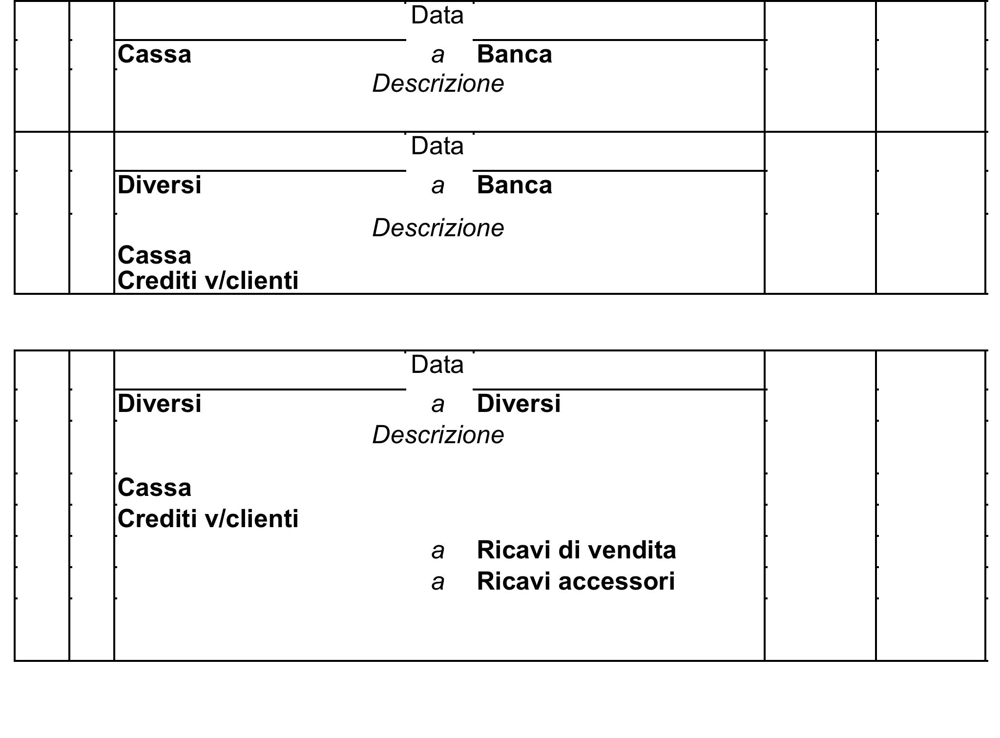 Data
Cassa a Banca
Descrizione
Data
Diversi a Banca
Descrizione
Cassa
Crediti v/clienti
Data
Diversi a Diversi
Descrizione
Cassa
Crediti v/clienti
a Ricavi di vendita
a Ricavi accessori